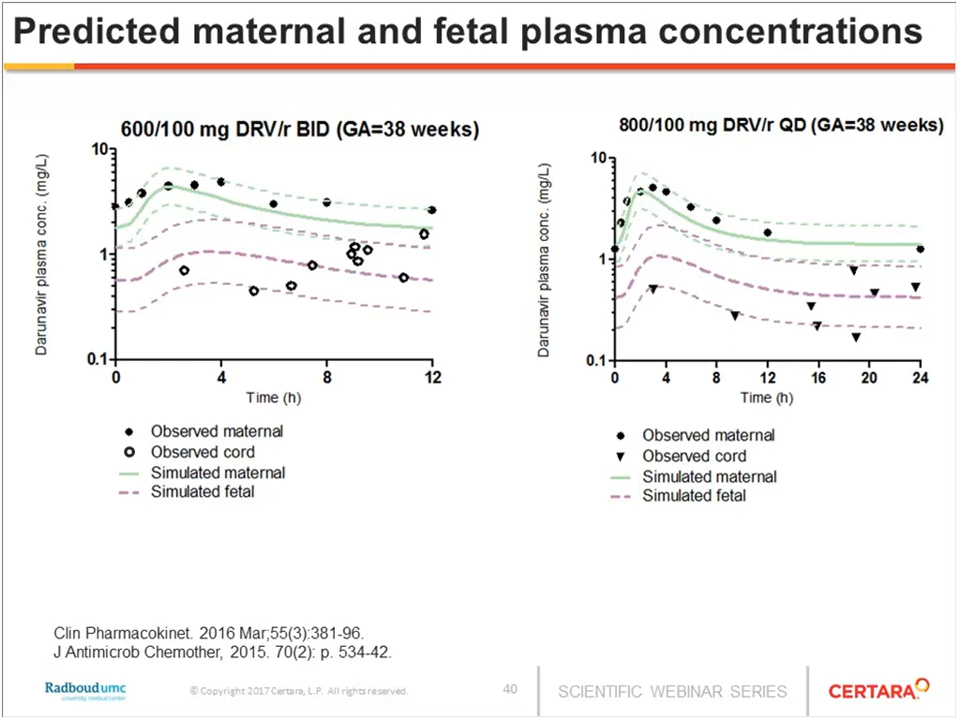 Predicted maternal and fetal plasma concentrations
600/100 mg DRV/r BID (GA=38 weeks)
Darunavir plasma conc. (mg/L)
10
1
0.1
0
4
8
12
Time (h)
Observed maternal
Observed cord
Simulated maternal
Simulated fetal
800/100 mg DRV/r QD (GA=38 weeks)
Darunavir plasma conc. (mg/L)
10
1
0.1
0
4
8
12
16
20
24
Time (h)
Observed maternal
Observed cord
Simulated maternal
Simulated fetal
Clin Pharmacokinet. 2016 Mar;55(3):381-96.
J Antimicrob Chemother, 2015. 70(2): p. 534-42.
Radboudumc
university medical center
© Copyright 2017 Certara, L.P. All rights reserved.
40
SCIENTIFIC WEBINAR SERIES
CERTARA